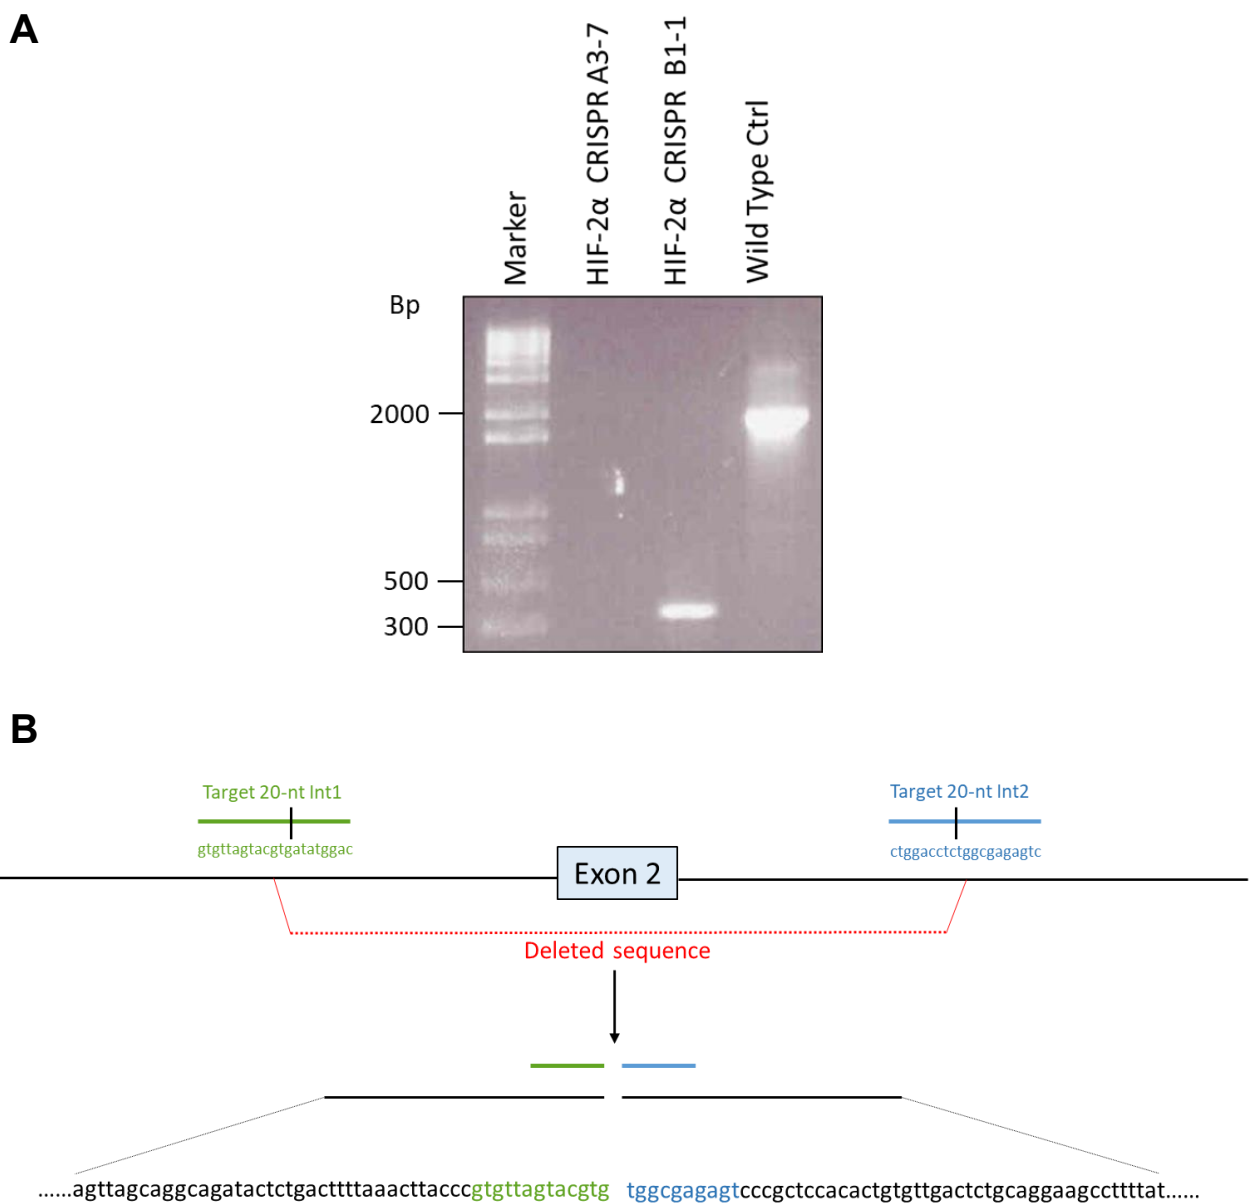 A
Marker
HIF-2α CRISPR A3-7
HIF-2α CRISPR B1-1
Wild Type Ctrl
Bp
2000
500
300
B
Target 20-nt Int1
gtgttagtacgtgatatggac
Target 20-nt Int2
ctggacctctggcgagagtc
Exon 2
Deleted sequence
......agttagcaggcagatactctgacttttaaacttacccgtgttagtacgtg tggcgagagtcccgctccacactgtgttgactctgcaggaagccttttat......